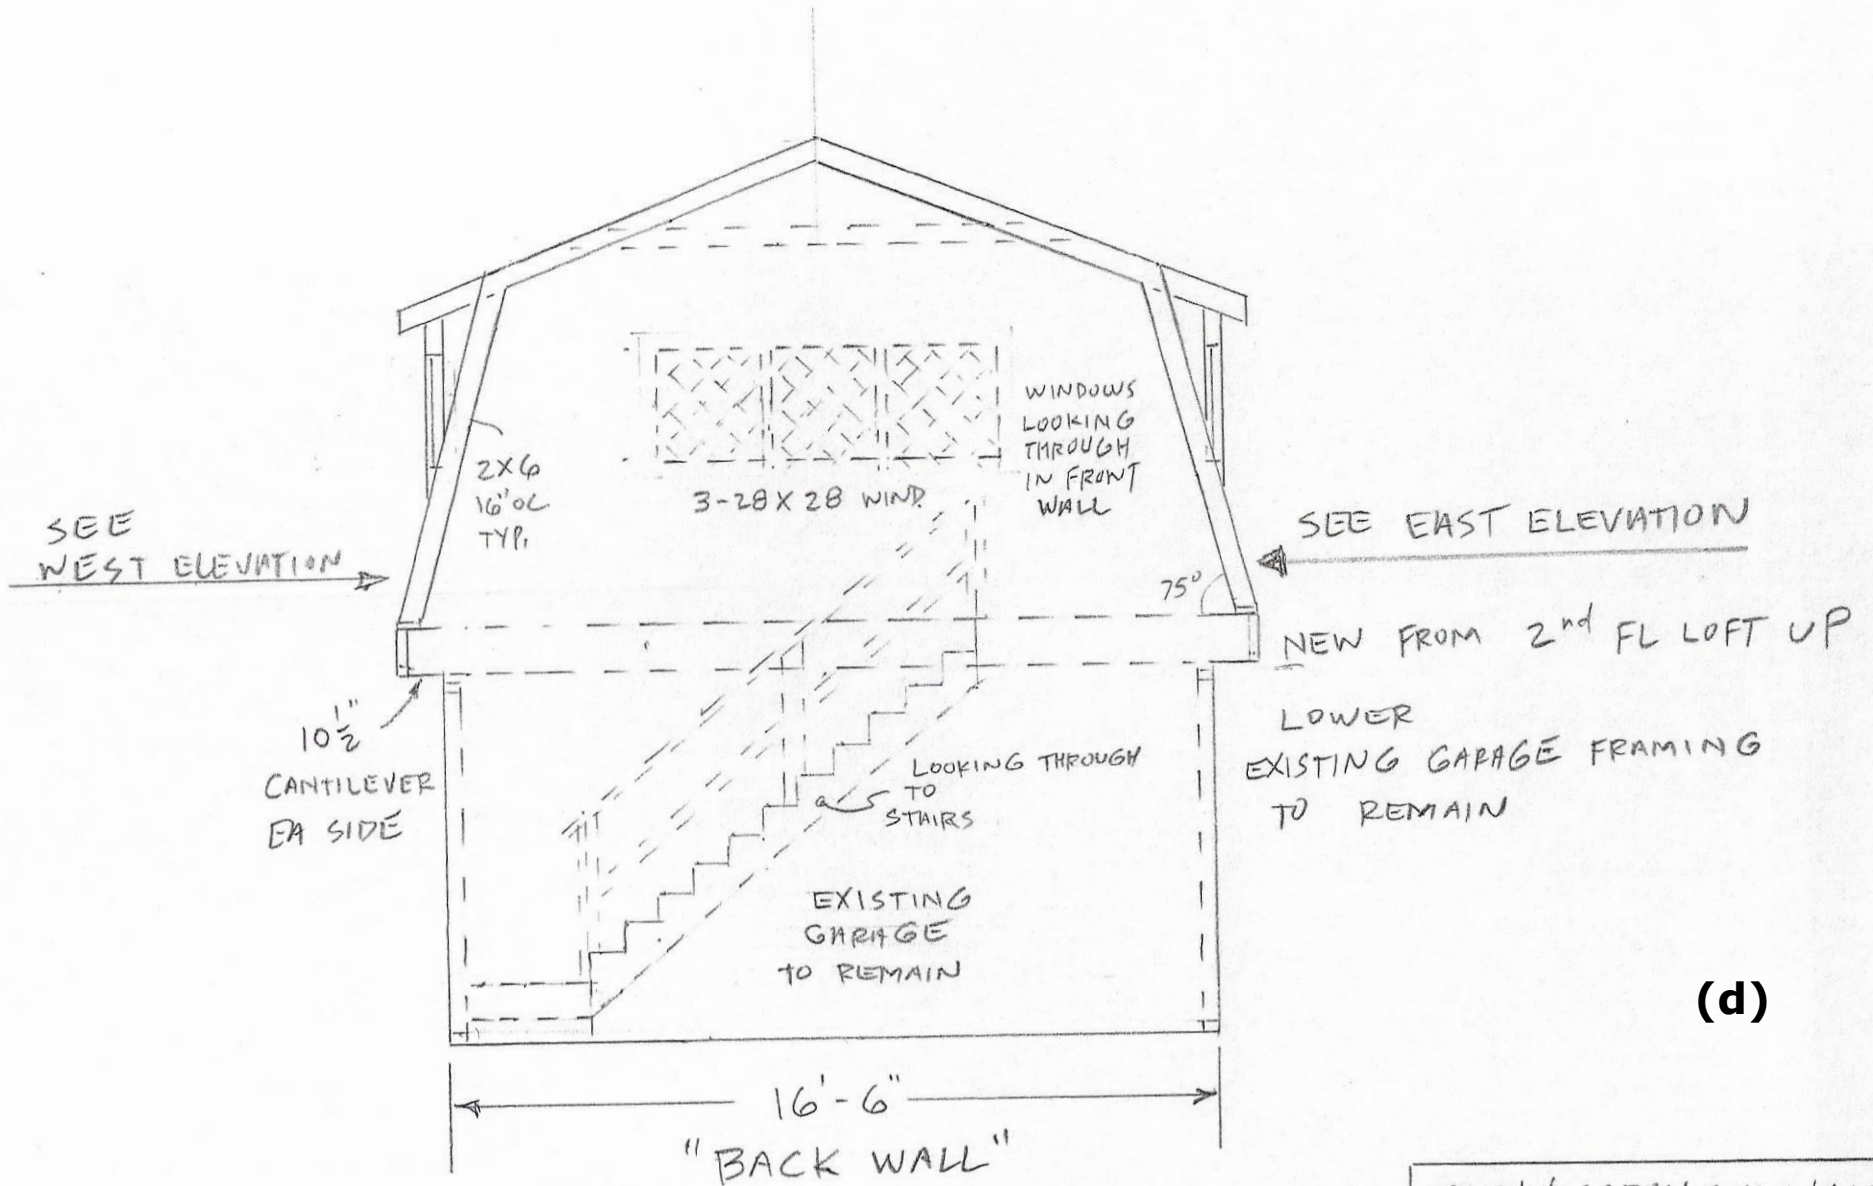 WINDOWS
LOOKING
THROUGH
IN FRONT
WALL
2X6
16" OC
TYP.
3-28 X 28 WIND.
SEE
WEST ELEVATION
SEE EAST ELEVATION
75°
NEW FROM 2nd FL LOFT UP
10 1/2"
CANTILEVER
EA SIDE
LOWER
EXISTING GARAGE FRAMING
TO REMAIN
LOOKING THROUGH
TO
STAIRS
EXISTING
GARAGE
TO REMAIN
(d)
16'-6"
"BACK WALL"